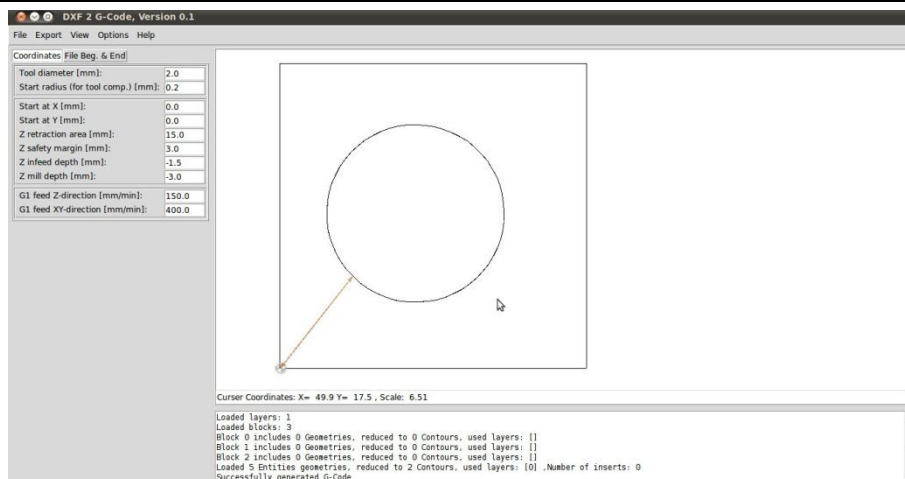 DXF 2 G-Code, Version 0.1
File Export View Options Help
Coordinates File Beg. & End
Tool diameter [mm]: 2.0
Start radius (for tool comp.) [mm]: 0.2
Start at X [mm]: 0.0
Start at Y [mm]: 0.0
Z retraction area [mm]: 15.0
Z safety margin [mm]: 3.0
Z infeed depth [mm]: -1.5
Z mill depth [mm]: -3.0
G1 feed Z-direction [mm/min]: 150.0
G1 feed XY-direction [mm/min]: 400.0
Curser Coordinates: X= 49.9 Y= 17.5 , Scale: 6.51
Loaded layers: 1
Loaded blocks: 3
Block 0 includes 0 Geometries, reduced to 0 Contours, used layers: []
Block 1 includes 0 Geometries, reduced to 0 Contours, used layers: []
Block 2 includes 0 Geometries, reduced to 0 Contours, used layers: []
Loaded 5 Entities geometries, reduced to 2 Contours, used layers: [0] ,Number of inserts: 0
Successfully generated G-Code